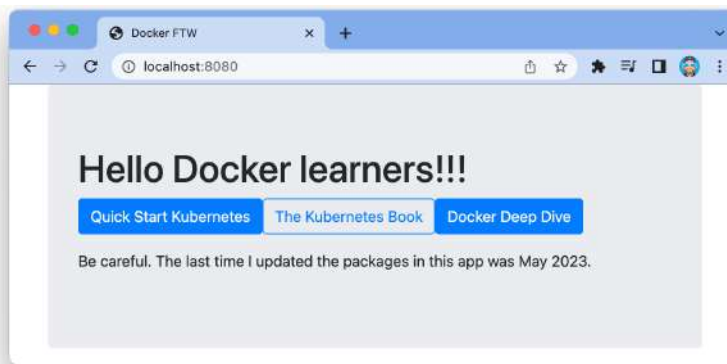 Docker FTW
localhost:8080
Hello Docker learners!!!
Quick Start Kubernetes The Kubernetes Book Docker Deep Dive
Be careful. The last time I updated the packages in this app was May 2023.